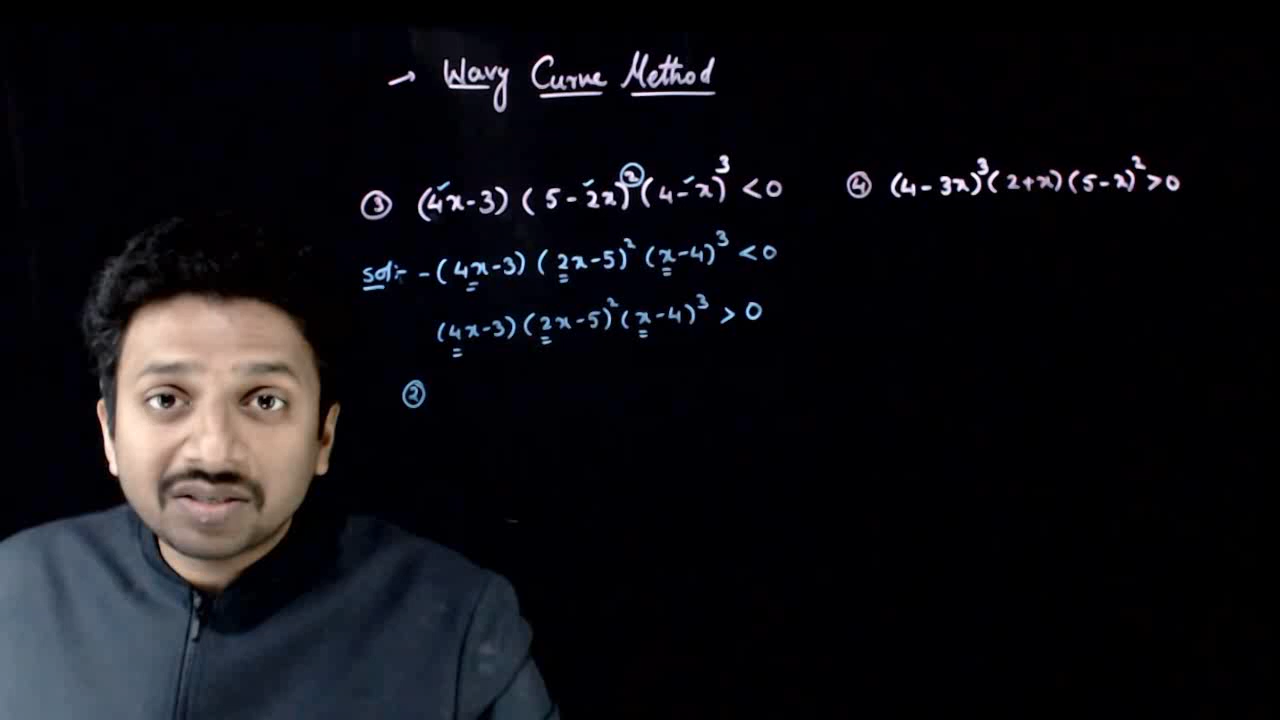 → Wavy Curve Method
③ (4x-3) (5-2x)² (4-x)³ < 0
④ (4-3x)³ (2+x) (5-x)² > 0
Sol:- -(4x-3) (2x-5)² (x-4)³ < 0
(4x-3) (2x-5)² (x-4)³ > 0
②